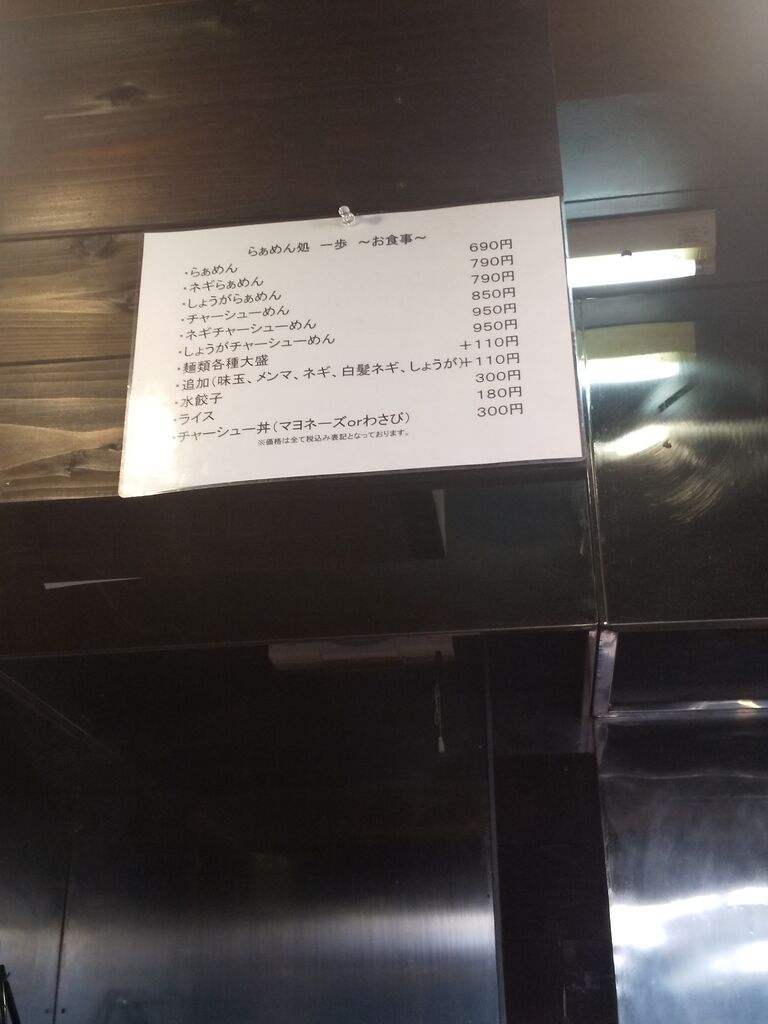 らぁめん処 一歩 ～お食事～
・らぁめん 690円
・ネギらぁめん 790円
・しょうがらぁめん 790円
・チャーシューめん 850円
・ネギチャーシューめん 950円
・しょうがチャーシューめん 950円
・麺類各種大盛 ＋110円
・追加(味玉、メンマ、ネギ、白髪ネギ、しょうが)＋110円
・水餃子 300円
・ライス 180円
・チャーシュー丼(マヨネーズorわさび) 300円
※価格は全て税込み表記となっております。